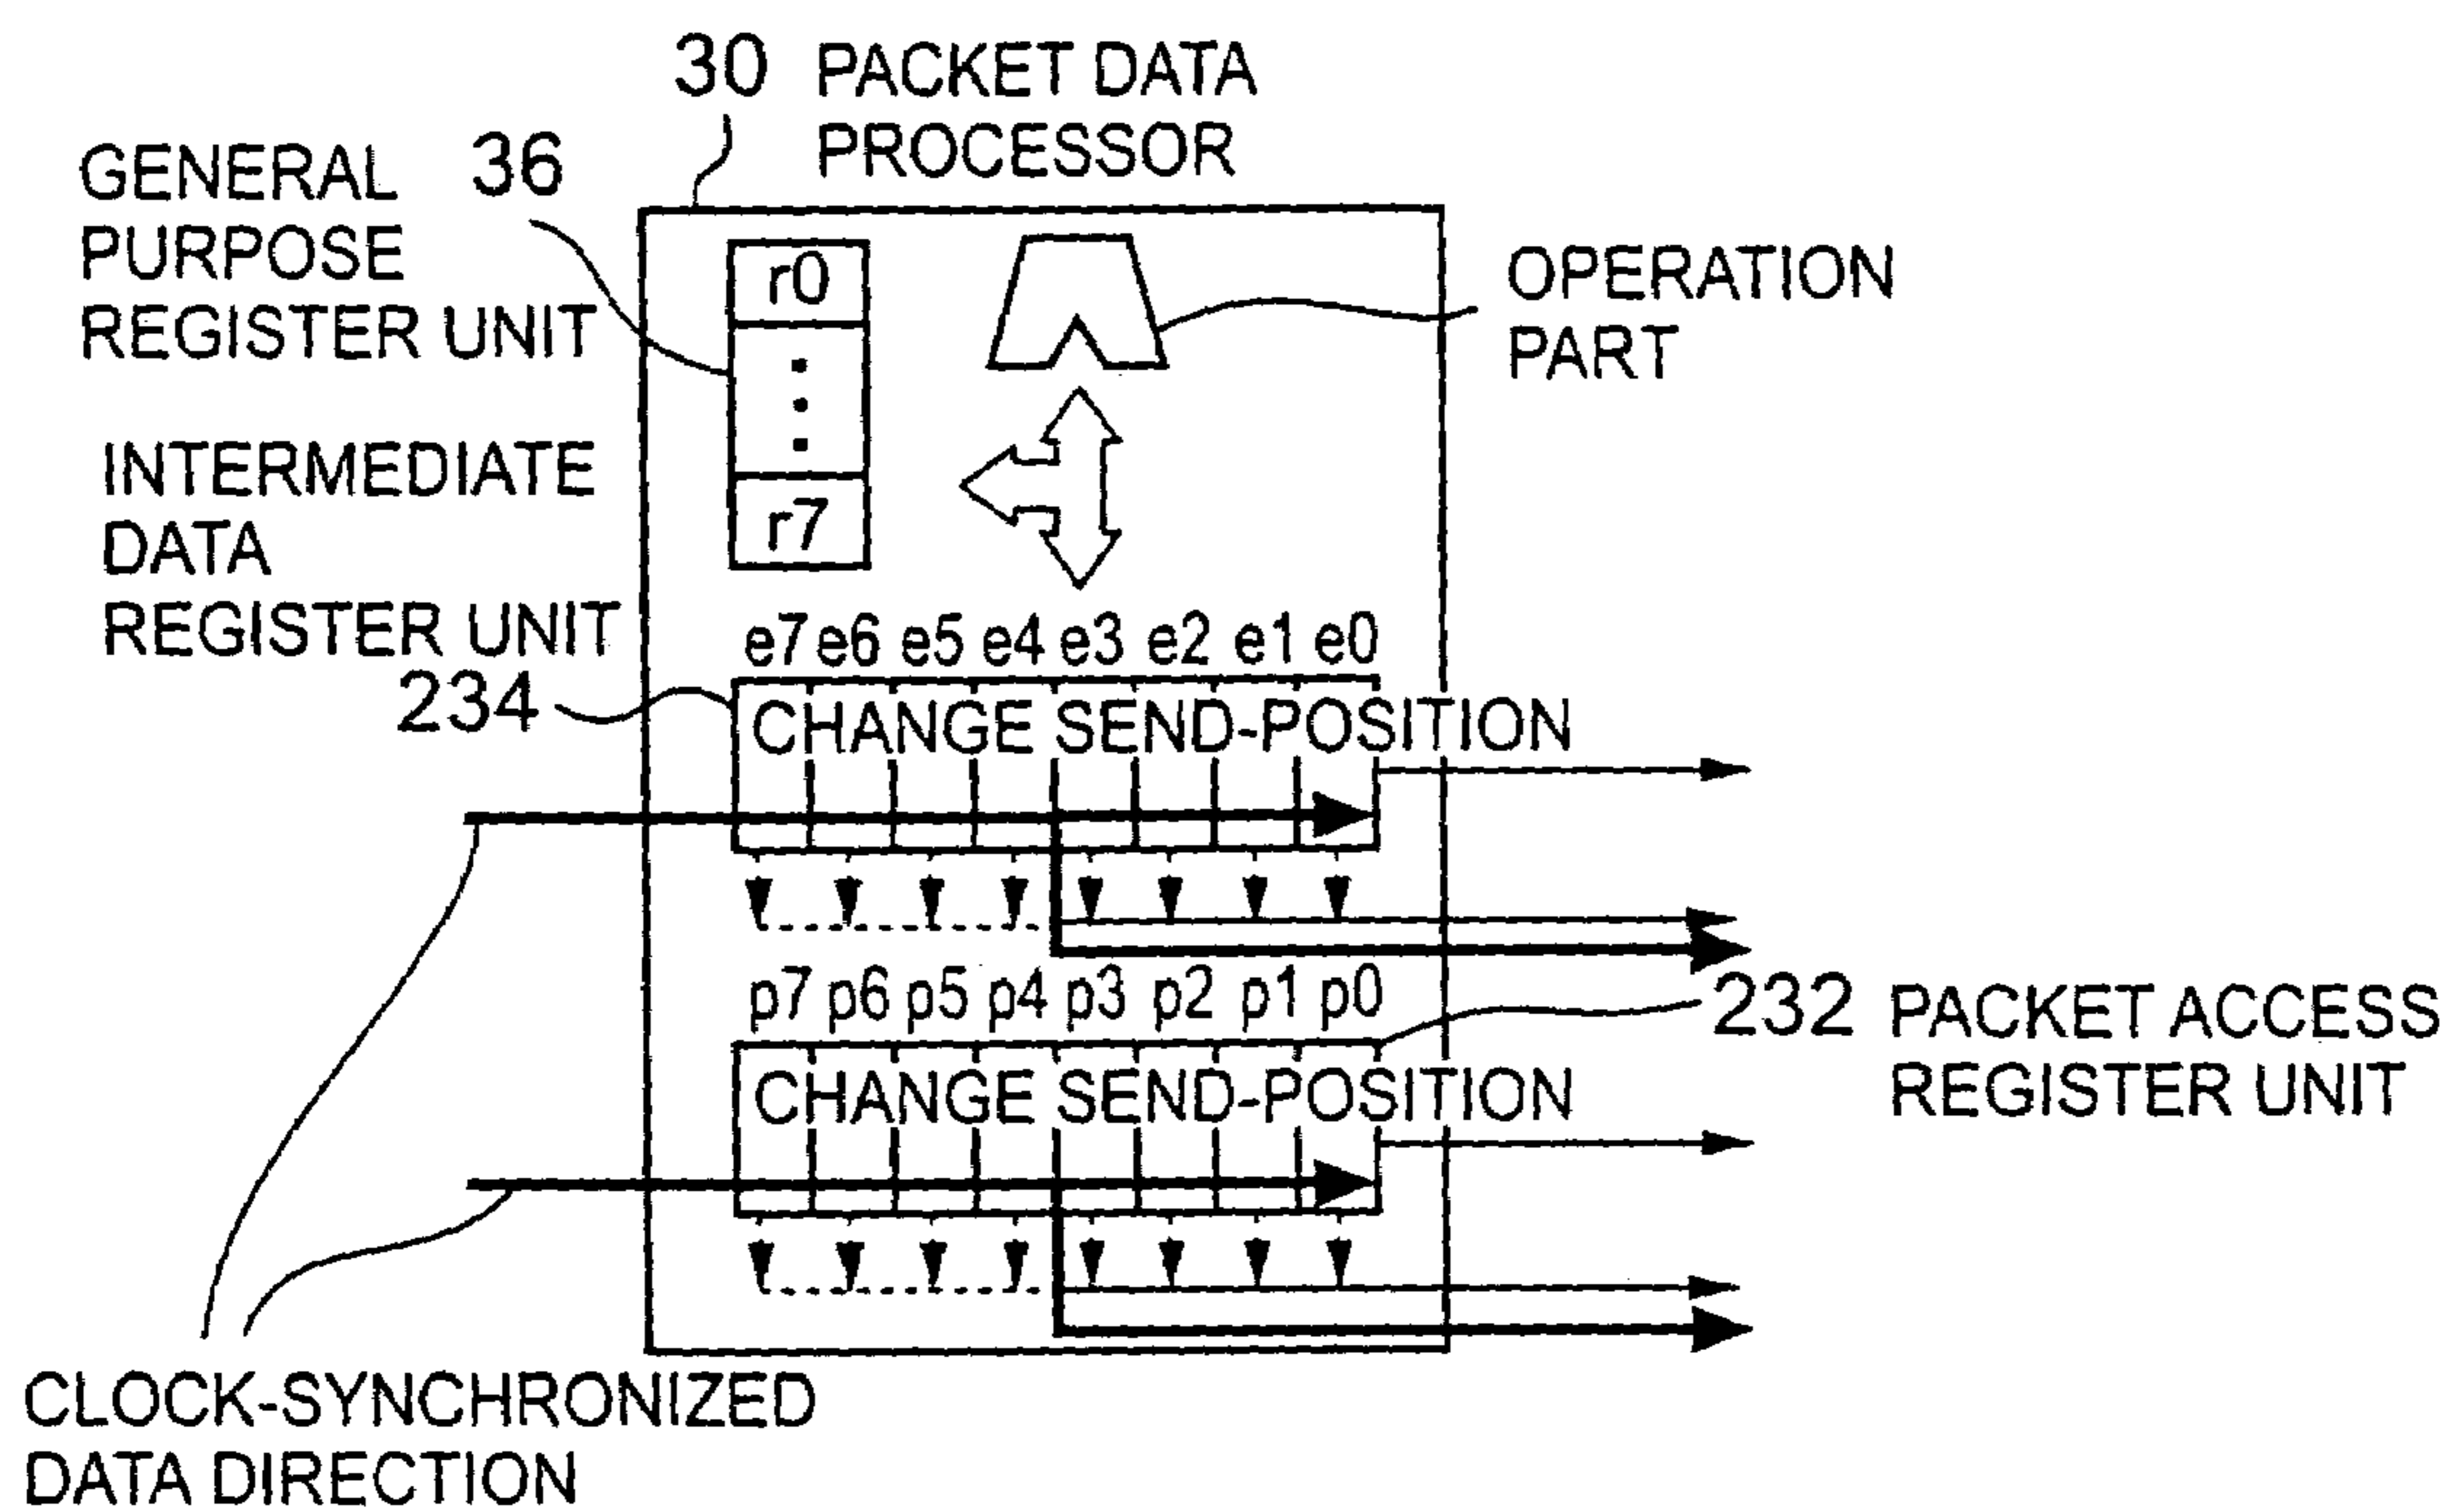 30 PACKET DATA
PROCESSOR
GENERAL 36
PURPOSE
REGISTER UNIT
r0
r7
OPERATION
PART
INTERMEDIATE
DATA
REGISTER UNIT
234
e7 e6 e5 e4 e3 e2 e1 e0
CHANGE SEND-POSITION
p7 p6 p5 p4 p3 p2 p1 p0
232 PACKET ACCESS
REGISTER UNIT
CHANGE SEND-POSITION
CLOCK-SYNCHRONIZED
DATA DIRECTION